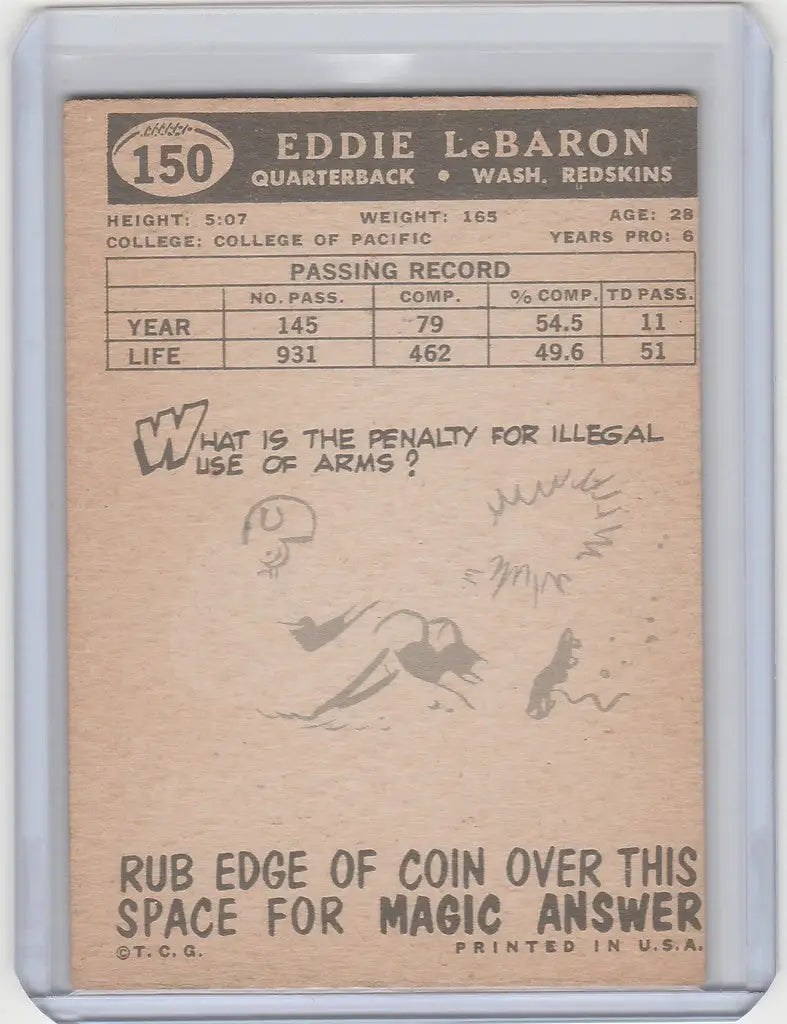 150
EDDIE LeBARON
QUARTERBACK • WASH. REDSKINS
HEIGHT: 5:07 WEIGHT: 165 AGE: 28
COLLEGE: COLLEGE OF PACIFIC YEARS PRO: 6
PASSING RECORD
NO. PASS. COMP. % COMP. TD PASS.
YEAR 145 79 54.5 11
LIFE 931 462 49.6 51
WHAT IS THE PENALTY FOR ILLEGAL
USE OF ARMS?
RUB EDGE OF COIN OVER THIS
SPACE FOR MAGIC ANSWER
©T. C. G. PRINTED IN U.S.A.